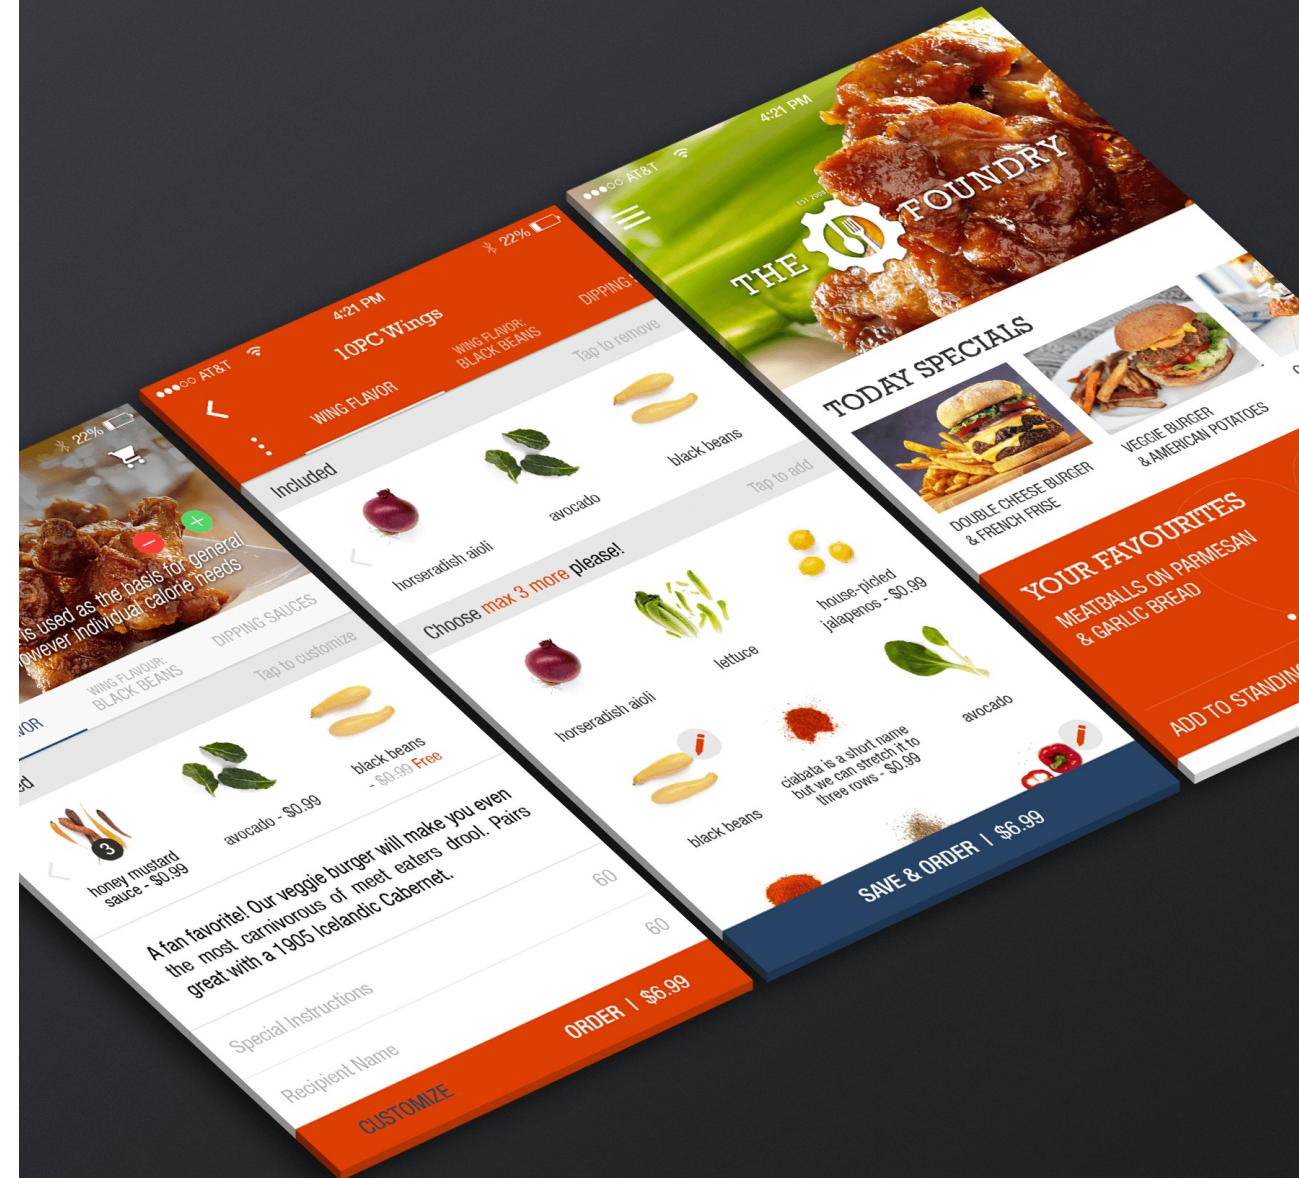 22%
is used as the basis for general
individual calorie needs
WING FLAVOUR:
BLACK BEANS
DIPPING SAUCES
Tap to customize
3
honey mustard
sauce - $0.99
avocado - $0.99
black beans
- $0.99 Free
A fan favorite! Our veggie burger will make you even
the most carnivorous of meet eaters drool. Pairs
great with a 1905 Icelandic Cabernet.
Special Instructions
60
Recipient Name
60
CUSTOMIZE
ORDER | $6.99
AT&T
4:21 PM
22%
10PC Wings
WING FLAVOR
WING FLAVOR:
BLACK BEANS
DIPPING
Included
Tap to remove
horseradish aioli
avocado
black beans
Choose max 3 more please!
Tap to add
horseradish aioli
lettuce
house-picled
jalapenos - $0.99
black beans
ciabata is a short name
but we can stretch it to
three rows - $0.99
avocado
SAVE & ORDER | $6.99
AT&T
4:21 PM
THE FOUNDRY
TODAY SPECIALS
DOUBLE CHEESE BURGER
& FRENCH FRISE
VEGGIE BURGER
& AMERICAN POTATOES
YOUR FAVOURITES
MEATBALLS ON PARMESAN
& GARLIC BREAD
ADD TO STANDING